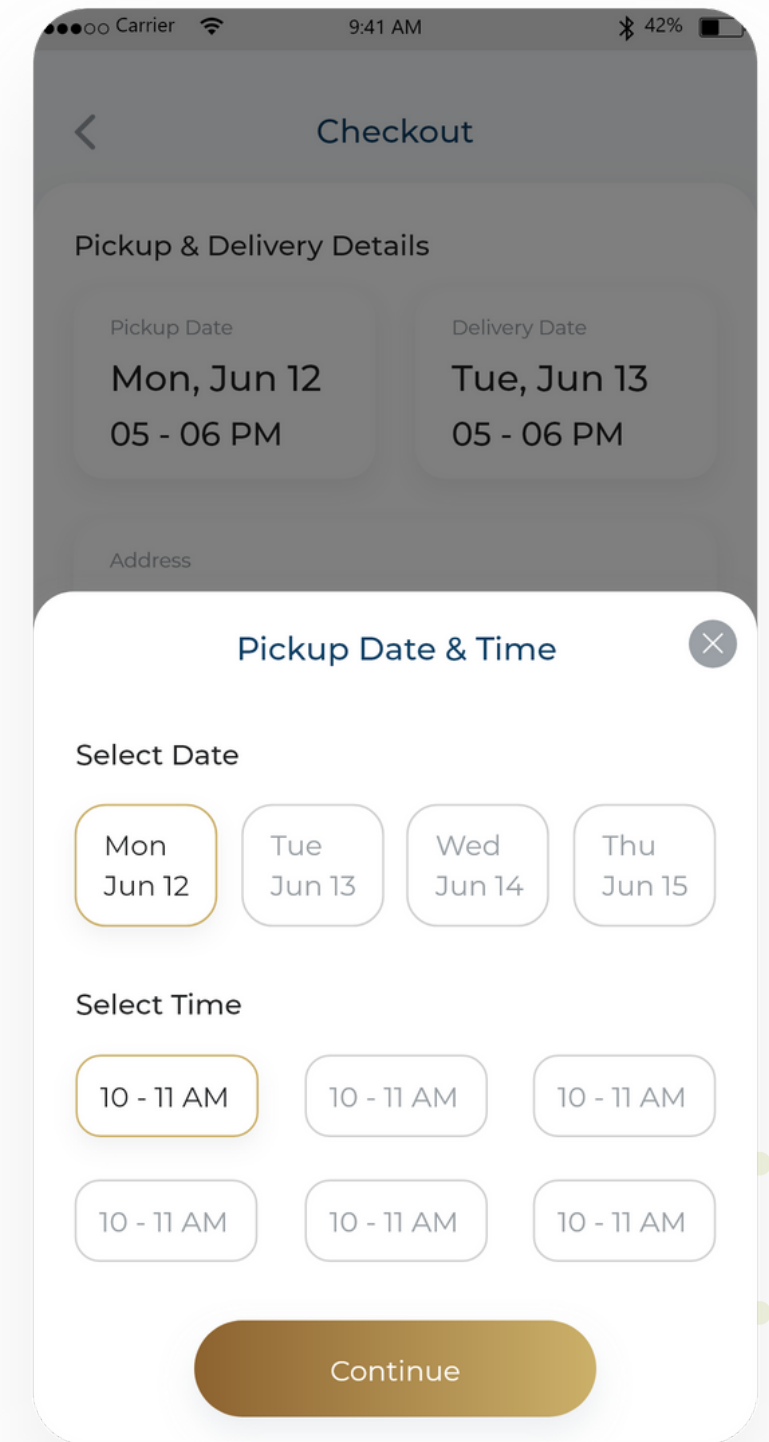 Carrier 9:41 AM 42%
Checkout
Pickup & Delivery Details
Pickup Date Delivery Date
Mon, Jun 12 Tue, Jun 13
05 - 06 PM 05 - 06 PM
Address
Pickup Date & Time
Select Date
Mon Tue Wed Thu
Jun 12 Jun 13 Jun 14 Jun 15
Select Time
10 - 11 AM 10 - 11 AM 10 - 11 AM
10 - 11 AM 10 - 11 AM 10 - 11 AM
Continue